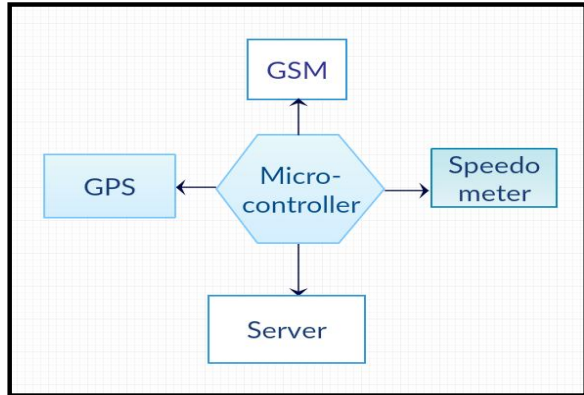 GSM
GPS
Micro-
controller
Speedo
meter
Server